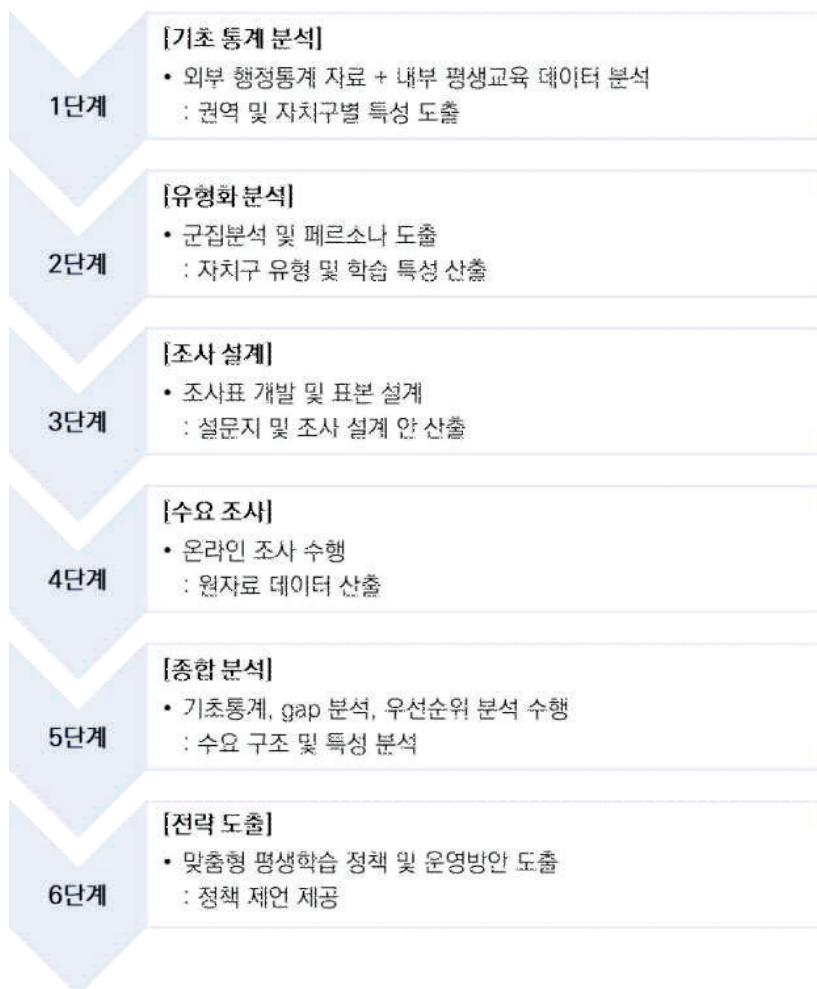 [기초 통계 분석]
• 외부 행정통계 자료 + 내부 평생교육 데이터 분석
1단계
: 권역 및 자치구별 특성 도출
[유형화 분석]
• 군집분석 및 페르소나 도출
2단계
: 자치구 유형 및 학습 특성 산출
[조사 설계]
• 조사표 개발 및 표본 설계
3단계
: 설문지 및 조사 설계 안 산출
[수요 조사]
• 온라인 조사 수행
4단계
: 원자료 데이터 산출
[종합 분석]
• 기초통계, gap 분석, 우선순위 분석 수행
5단계
: 수요 구조 및 특성 분석
[전략 도출]
• 맞춤형 평생학습 정책 및 운영방안 도출
6단계
: 정책 제언 제공